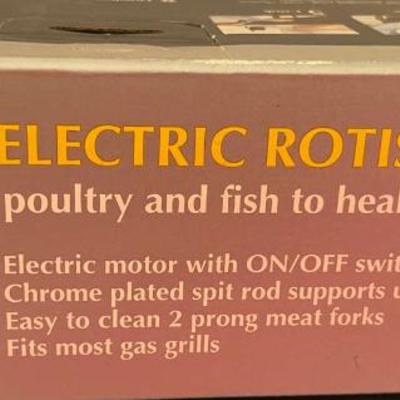 ELECTRIC ROTIS
poultry and fish to heal
Electric motor with ON/OFF swit
Chrome plated spit rod supports u
Easy to clean 2 prong meat forks
Fits most gas grills